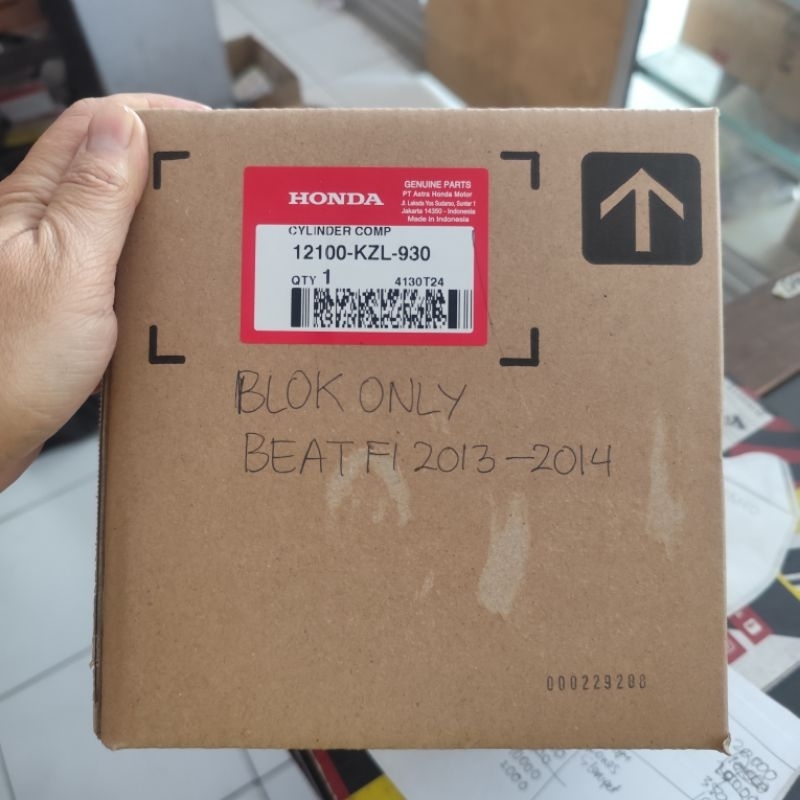 HONDA
GENUINE PARTS
PT Astra Honda Motor
Jl. Laksda Yos Sudarso, Sunter 1
Jakarta 14350 - Indonesia
Made in Indonesia
CYLINDER COMP
12100-KZL-930
QTY 1
4130T24
BLOK ONLY
BEAT FI 2013-2014
000229208